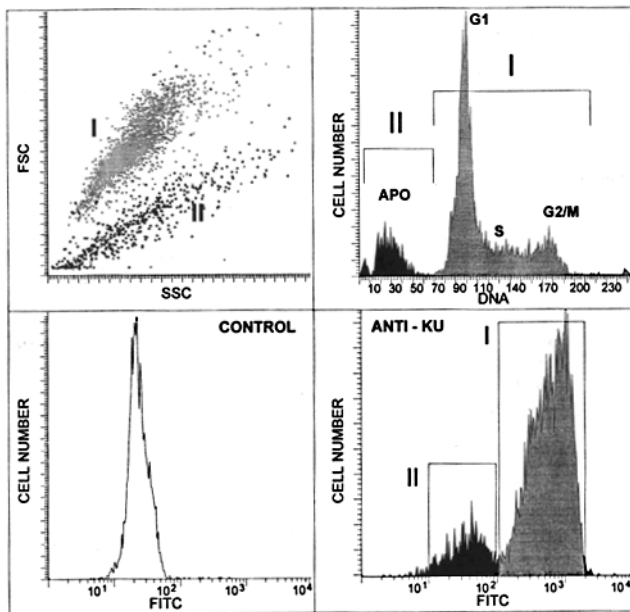 FSC
I
II
SSC
CELL NUMBER
G1
I
II
APO
S
G2/M
10 30 50 70 90 110 140 170 200 230
DNA
CELL NUMBER
CONTROL
10¹ 10² 10³ 10⁴
FITC
CELL NUMBER
ANTI - KU
I
II
10¹ 10² 10³ 10⁴
FITC